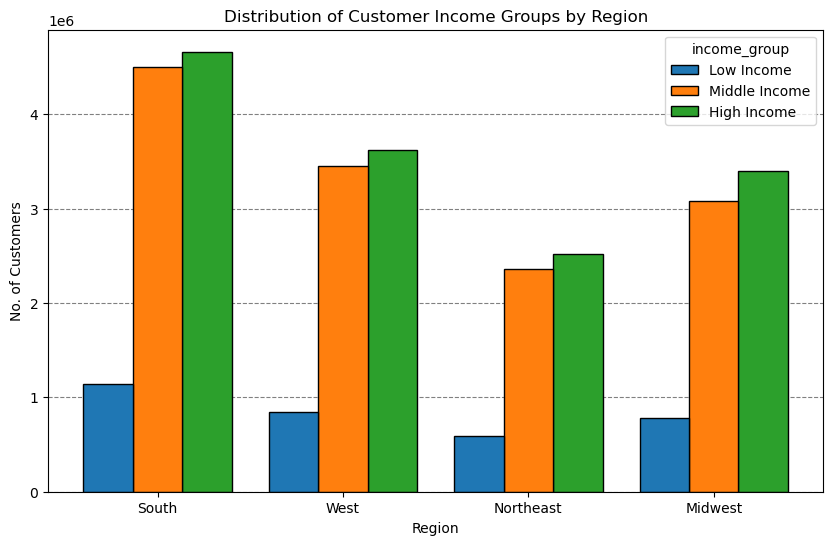 Distribution of Customer Income Groups by Region
1e6
income_group
Low Income
Middle Income
High Income
4
3
2
1
0
No. of Customers
South West Northeast Midwest
Region